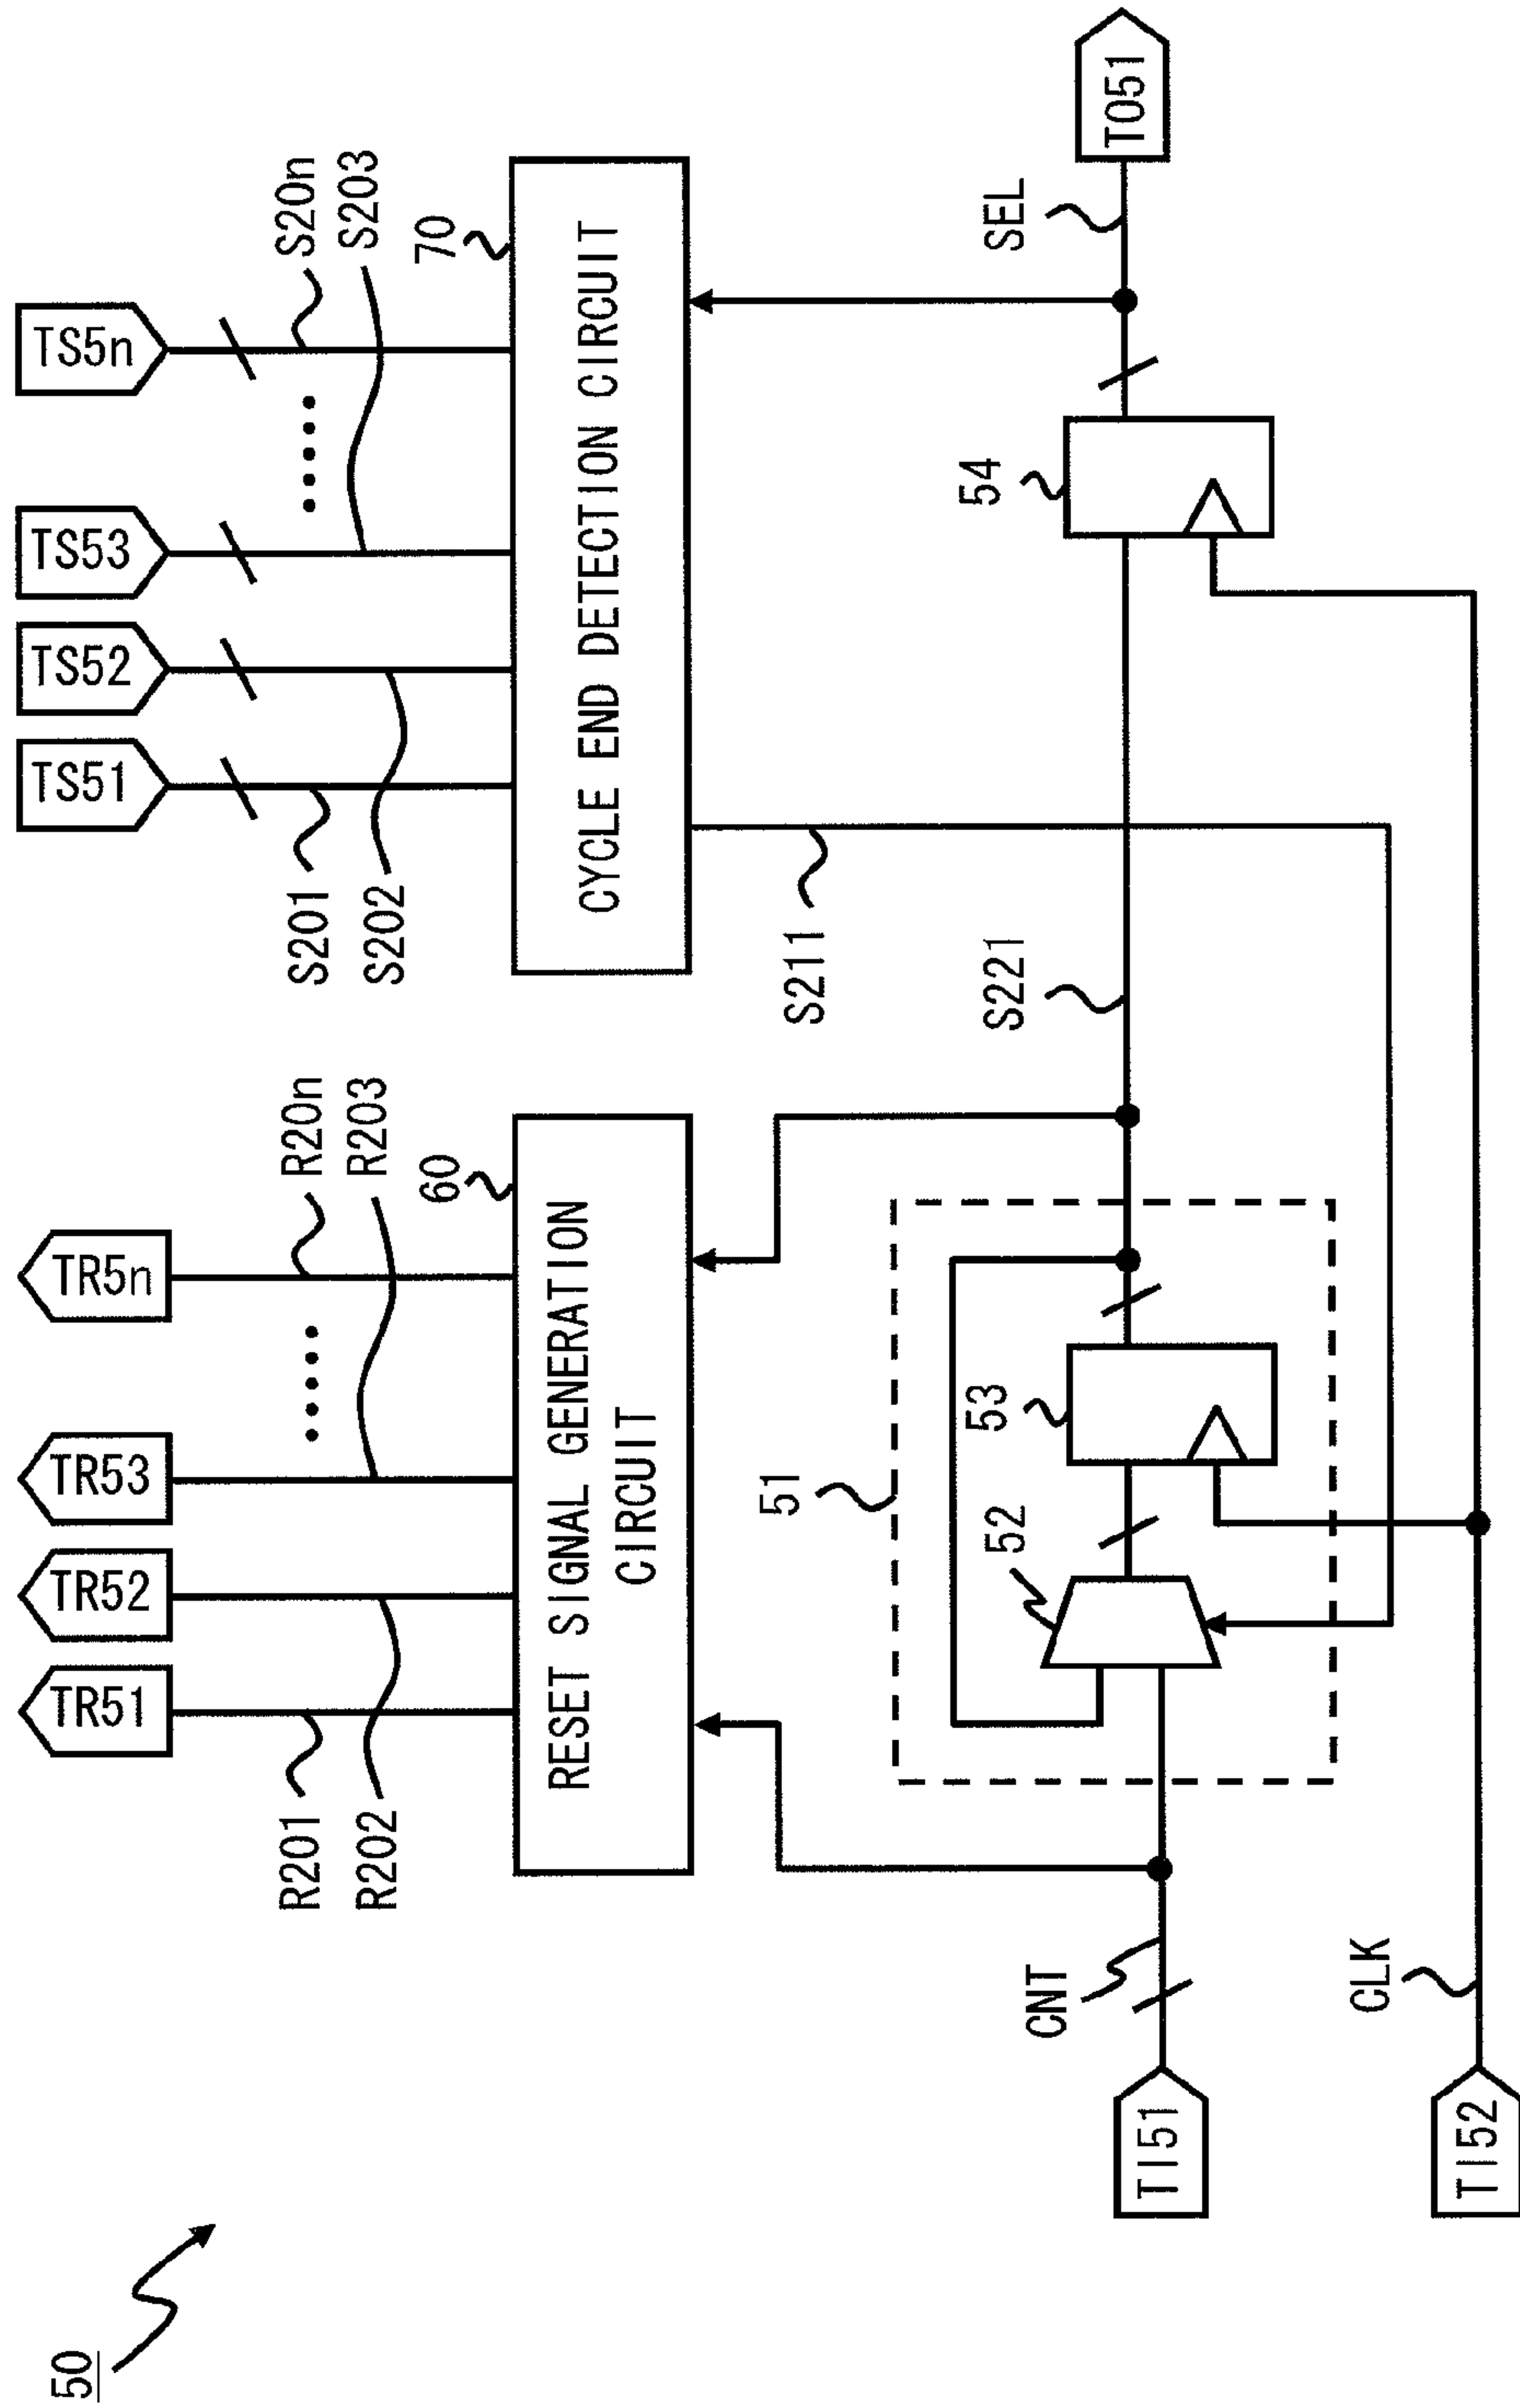 50
TR51
TR52
TR53
TR5n
TS51
TS52
TS53
TS5n
R201
R202
R20n
R203
S201
S202
S20n
S203
60
70
RESET SIGNAL GENERATION
CIRCUIT
CYCLE END DETECTION CIRCUIT
51
S211
52
53
S221
54
SEL
CNT
TI51
TO51
CLK
TI52